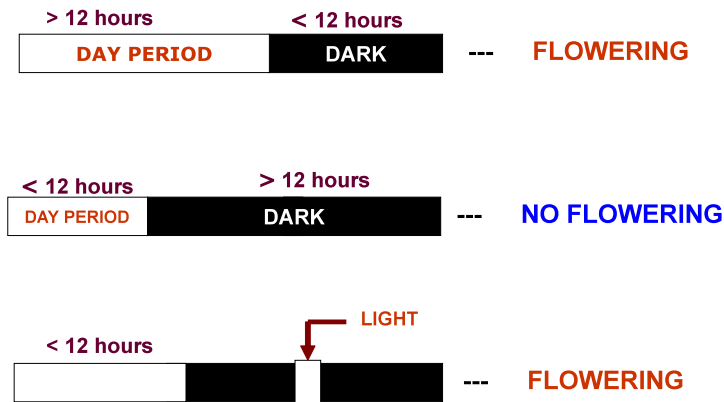 > 12 hours < 12 hours
DAY PERIOD DARK --- FLOWERING
< 12 hours > 12 hours
DAY PERIOD DARK --- NO FLOWERING
LIGHT
< 12 hours
--- FLOWERING